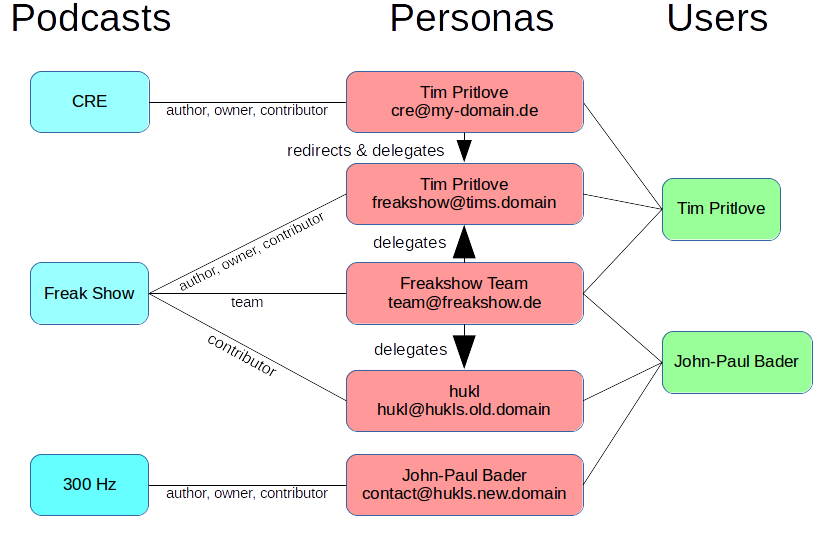 Podcasts
Personas
Users
CRE
author, owner, contributor
Tim Pritlove
cre@my-domain.de
redirects & delegates
Tim Pritlove
freakshow@tims.domain
Tim Pritlove
author, owner, contributor
delegates
Freak Show
team
Freakshow Team
team@freakshow.de
contributor
delegates
John-Paul Bader
hukl
hukl@hukls.old.domain
300 Hz
author, owner, contributor
John-Paul Bader
contact@hukls.new.domain